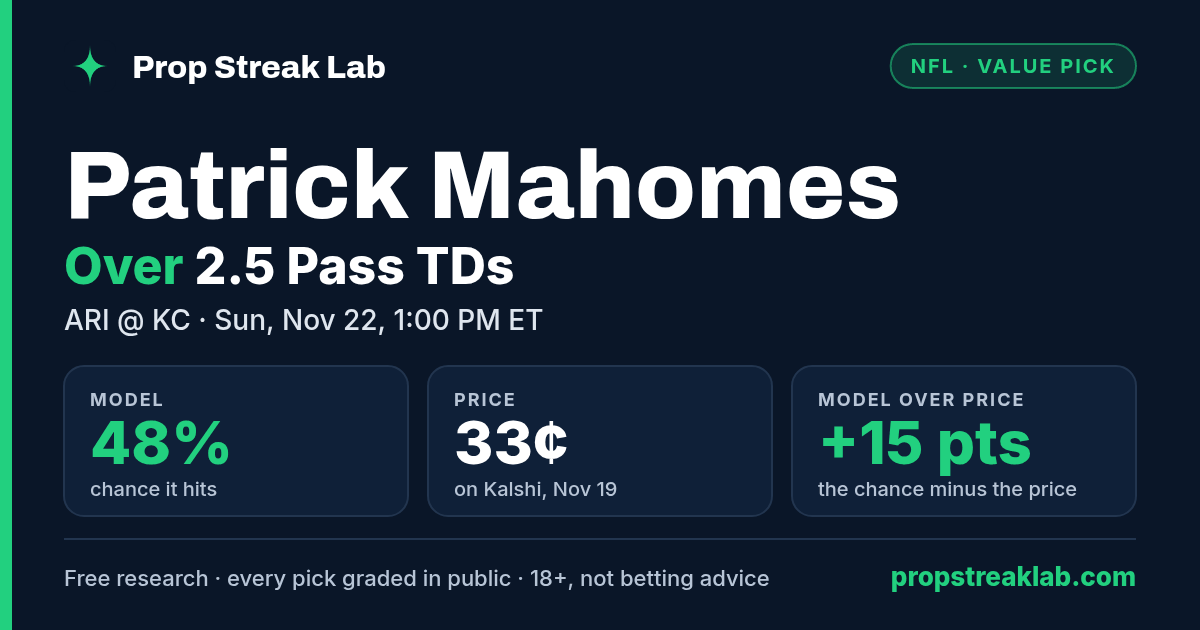 Prop Streak Lab
NFL · VALUE PICK
Patrick Mahomes
Over 2.5 Pass TDs
ARI @ KC · Sun, Nov 22, 1:00 PM ET
MODEL
48%
chance it hits
PRICE
33¢
on Kalshi, Nov 19
MODEL OVER PRICE
+15 pts
the chance minus the price
Free research · every pick graded in public · 18+, not betting advice
propstreaklab.com